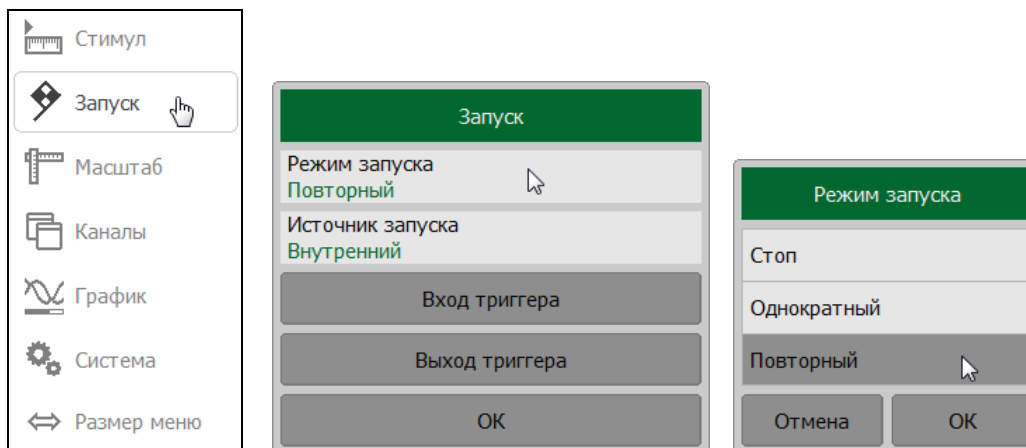 Стимул
Запуск
Масштаб
Каналы
График
Система
Размер меню
Запуск
Режим запуска
Повторный
Источник запуска
Внутренний
Вход триггера
Выход триггера
ОК
Режим запуска
Стоп
Однократный
Повторный
Отмена
ОК